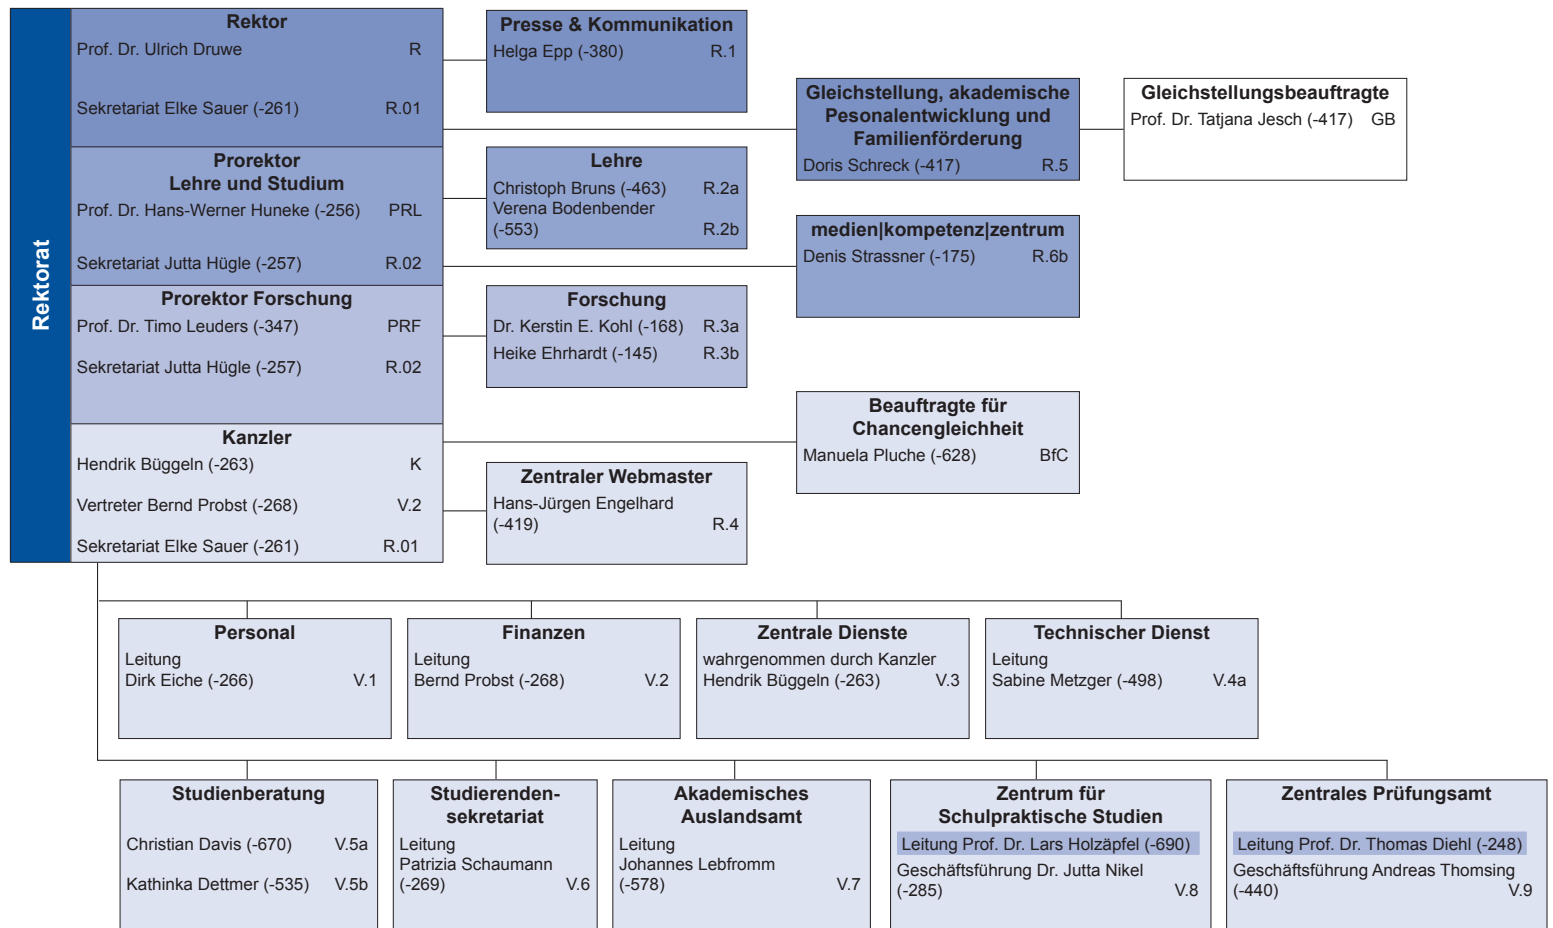 Rektorat
Rektor
Prof. Dr. Ulrich Druwe R
Sekretariat Elke Sauer (-261) R.01
Prorektor
Lehre und Studium
Prof. Dr. Hans-Werner Huneke (-256) PRL
Sekretariat Jutta Hügle (-257) R.02
Prorektor Forschung
Prof. Dr. Timo Leuders (-347) PRF
Sekretariat Jutta Hügle (-257) R.02
Kanzler
Hendrik Büggeln (-263) K
Vertreter Bernd Probst (-268) V.2
Sekretariat Elke Sauer (-261) R.01
Presse & Kommunikation
Helga Epp (-380) R.1
Gleichstellung, akademische
Pesonalentwicklung und
Familienförderung
Doris Schreck (-417) R.5
Gleichstellungsbeauftragte
Prof. Dr. Tatjana Jesch (-417) GB
Lehre
Christoph Bruns (-463) R.2a
Verena Bodenbender
(-553) R.2b
medien|kompetenz|zentrum
Denis Strassner (-175) R.6b
Forschung
Dr. Kerstin E. Kohl (-168) R.3a
Heike Ehrhardt (-145) R.3b
Beauftragte für
Chancengleichheit
Manuela Pluche (-628) BfC
Zentraler Webmaster
Hans-Jürgen Engelhard
(-419) R.4
Personal
Leitung
Dirk Eiche (-266) V.1
Finanzen
Leitung
Bernd Probst (-268) V.2
Zentrale Dienste
wahrgenommen durch Kanzler
Hendrik Büggeln (-263) V.3
Technischer Dienst
Leitung
Sabine Metzger (-498) V.4a
Studienberatung
Christian Davis (-670) V.5a
Kathinka Dettmer (-535) V.5b
Studierenden-
sekretariat
Leitung
Patrizia Schaumann
(-269) V.6
Akademisches
Auslandsamt
Leitung
Johannes Lebfromm
(-578) V.7
Zentrum für
Schulpraktische Studien
Leitung Prof. Dr. Lars Holzäpfel (-690)
Geschäftsführung Dr. Jutta Nikel
(-285) V.8
Zentrales Prüfungsamt
Leitung Prof. Dr. Thomas Diehl (-248)
Geschäftsführung Andreas Thomsing
(-440) V.9